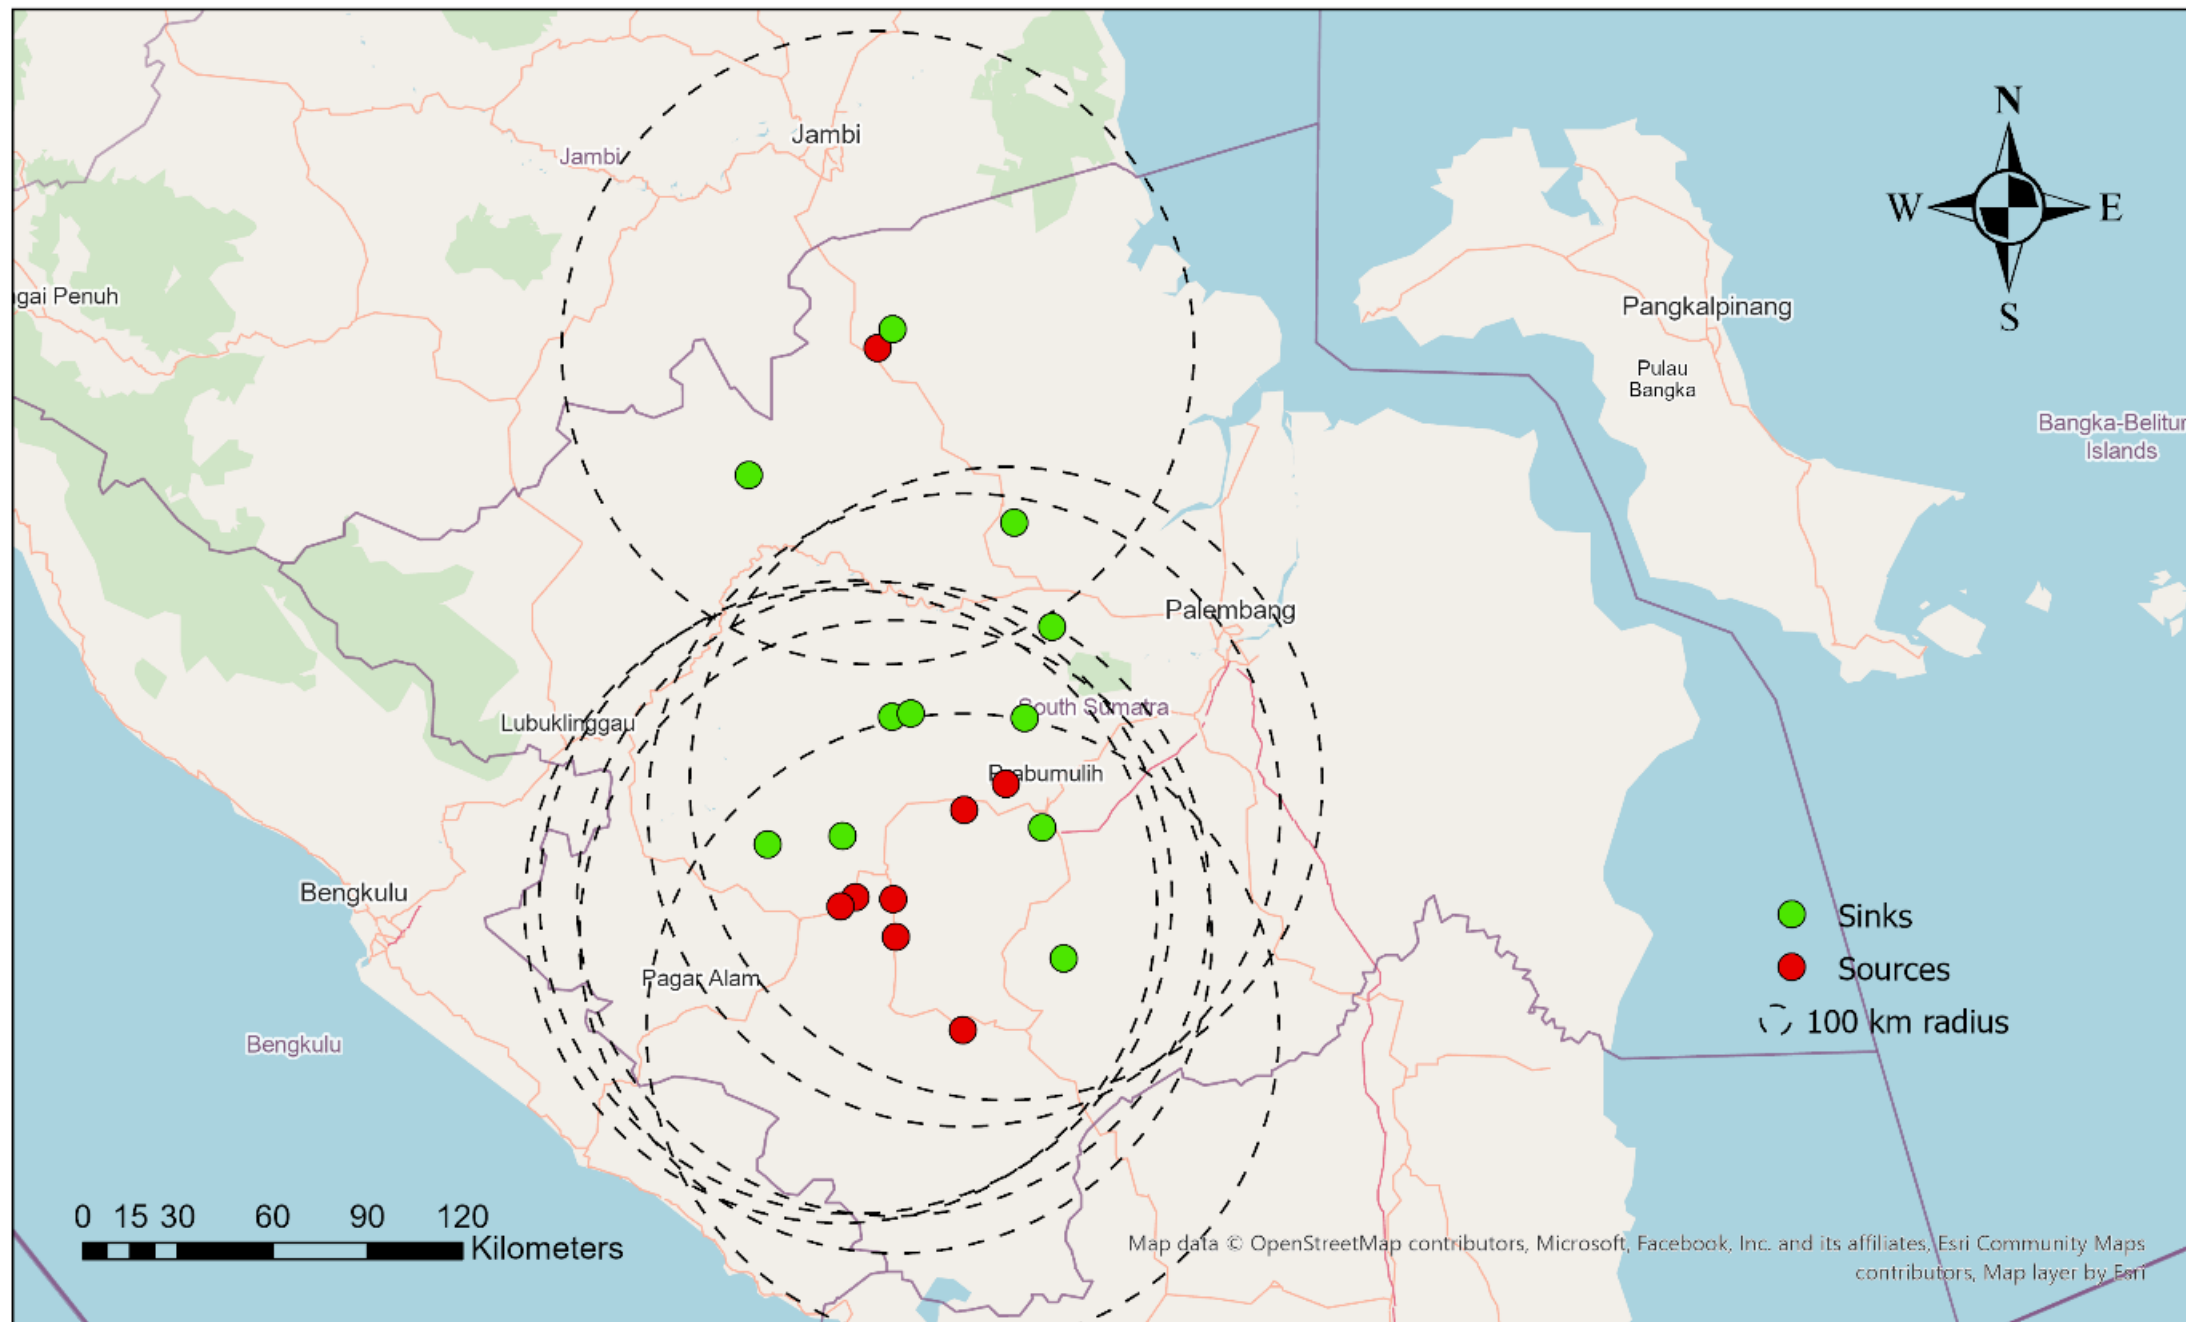 N
Jambi
Jambi
W
E
gai Penuh
S
Pangkalpinang
Pulau
Bangka
Bangka-Belitur
Islands
Palembang
South Sumatra
Lubuklinggau
Prabumulih
Bengkulu
Sinks
Pagar Alam
Sources
100 km radius
Bengkulu
0 15 30 60 90 120
Kilometers
Map data © OpenStreetMap contributors, Microsoft, Facebook, Inc. and its affiliates, Esri Community Maps
contributors, Map layer by Esri